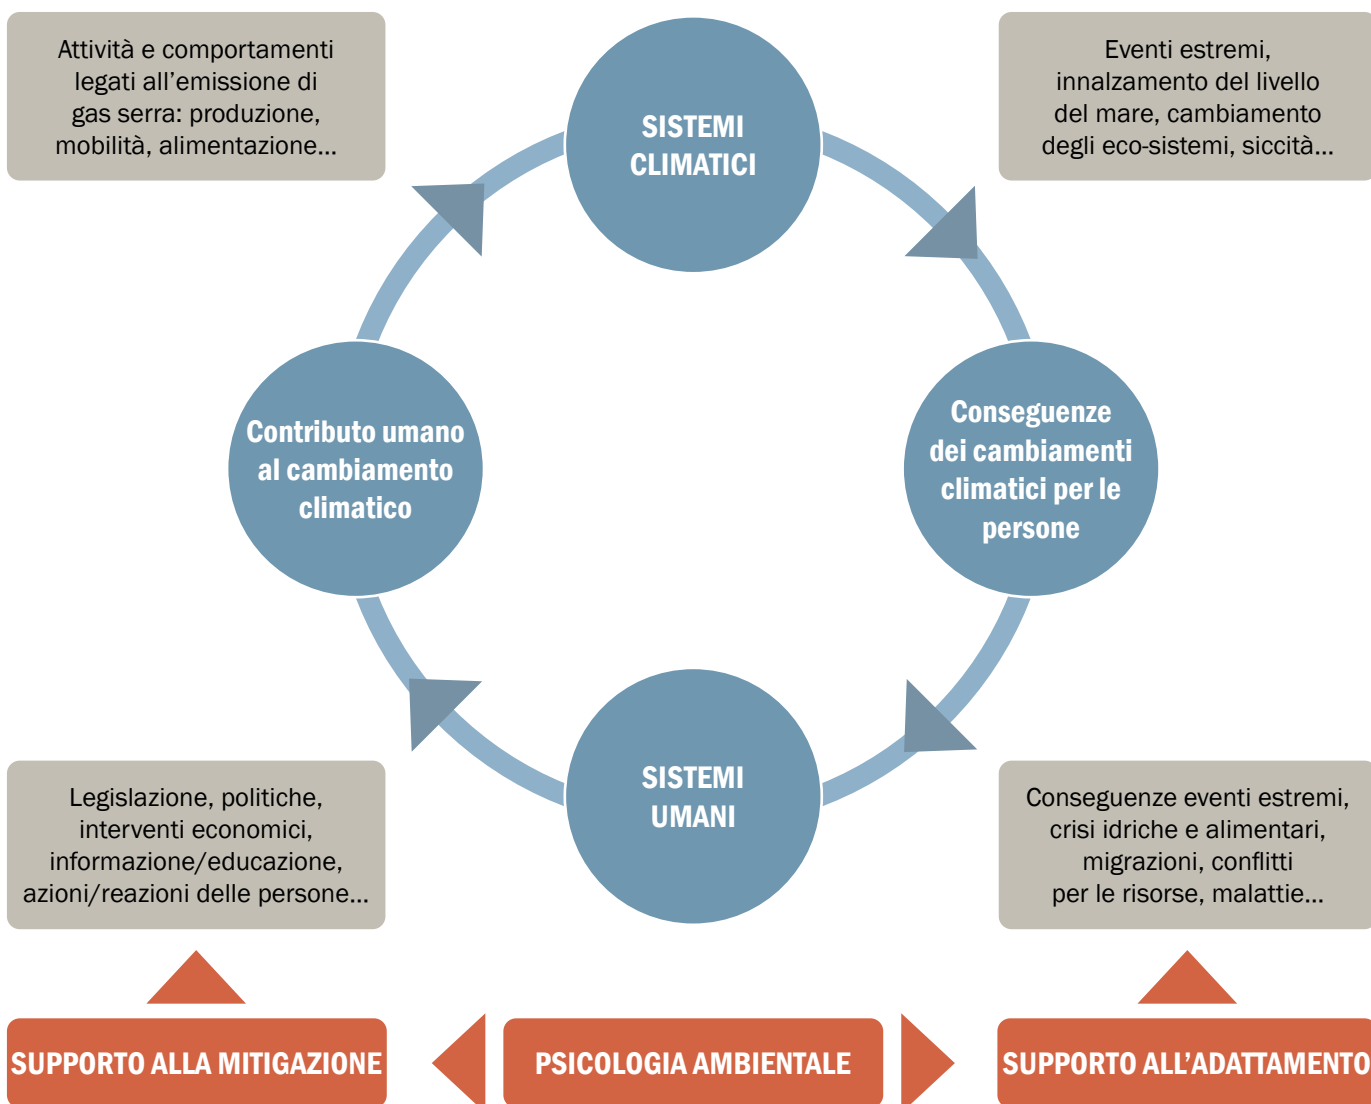 Attività e comportamenti
legati all’emissione di
gas serra: produzione,
mobilità, alimentazione...
SISTEMI
CLIMATICI
Eventi estremi,
innalzamento del livello
del mare, cambiamento
degli eco-sistemi, siccità...
Contributo umano
al cambiamento
climatico
Conseguenze
dei cambiamenti
climatici per le
persone
Legislazione, politiche,
interventi economici,
informazione/educazione,
azioni/reazioni delle persone...
SISTEMI
UMANI
Conseguenze eventi estremi,
crisi idriche e alimentari,
migrazioni, conflitti
per le risorse, malattie...
SUPPORTO ALLA MITIGAZIONE
PSICOLOGIA AMBIENTALE
SUPPORTO ALL’ADATTAMENTO